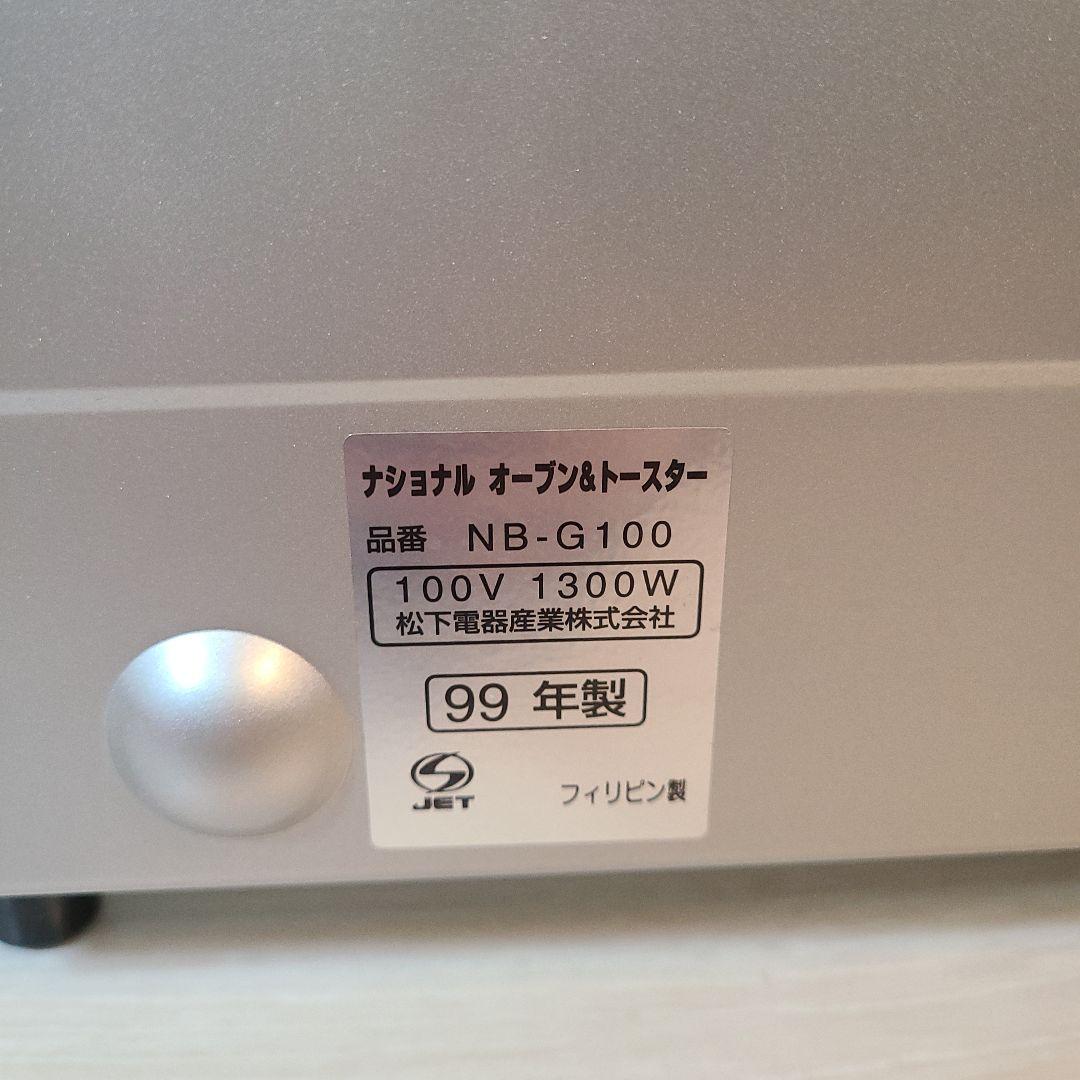 ナショナル オーブン&トースター
品番 NB-G100
100V 1300W
松下電器産業株式会社
99 年製
JET
フィリピン製